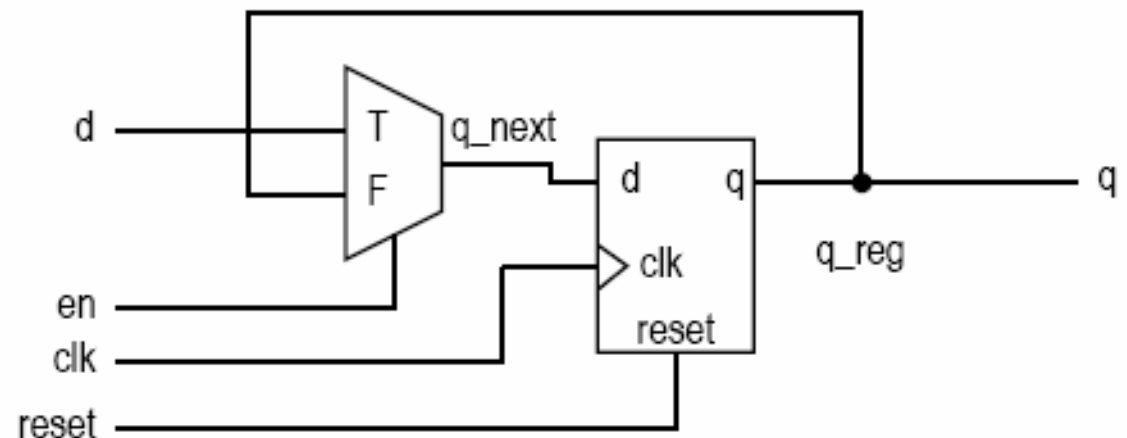 d
T
q_next
F
d
q
q
clk
q_reg
en
reset
clk
reset